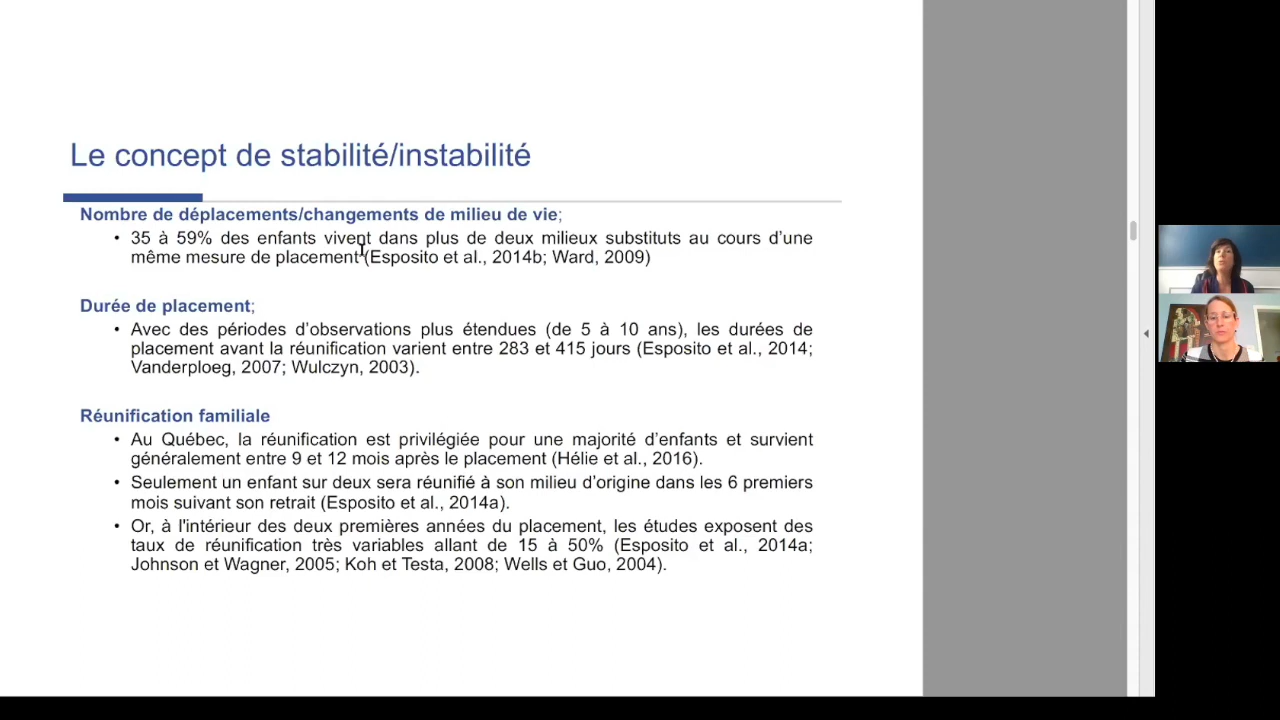 Le concept de stabilité/instabilité
Nombre de déplacements/changements de milieu de vie;
• 35 à 59% des enfants vivent dans plus de deux milieux substituts au cours d’une
même mesure de placement (Esposito et al., 2014b; Ward, 2009)
Durée de placement;
• Avec des périodes d’observations plus étendues (de 5 à 10 ans), les durées de
placement avant la réunification varient entre 283 et 415 jours (Esposito et al., 2014;
Vanderploeg, 2007; Wulczyn, 2003).
Réunification familiale
• Au Québec, la réunification est privilégiée pour une majorité d’enfants et survient
généralement entre 9 et 12 mois après le placement (Hélie et al., 2016).
• Seulement un enfant sur deux sera réunifié à son milieu d’origine dans les 6 premiers
mois suivant son retrait (Esposito et al., 2014a).
• Or, à l'intérieur des deux premières années du placement, les études exposent des
taux de réunification très variables allant de 15 à 50% (Esposito et al., 2014a;
Johnson et Wagner, 2005; Koh et Testa, 2008; Wells et Guo, 2004).